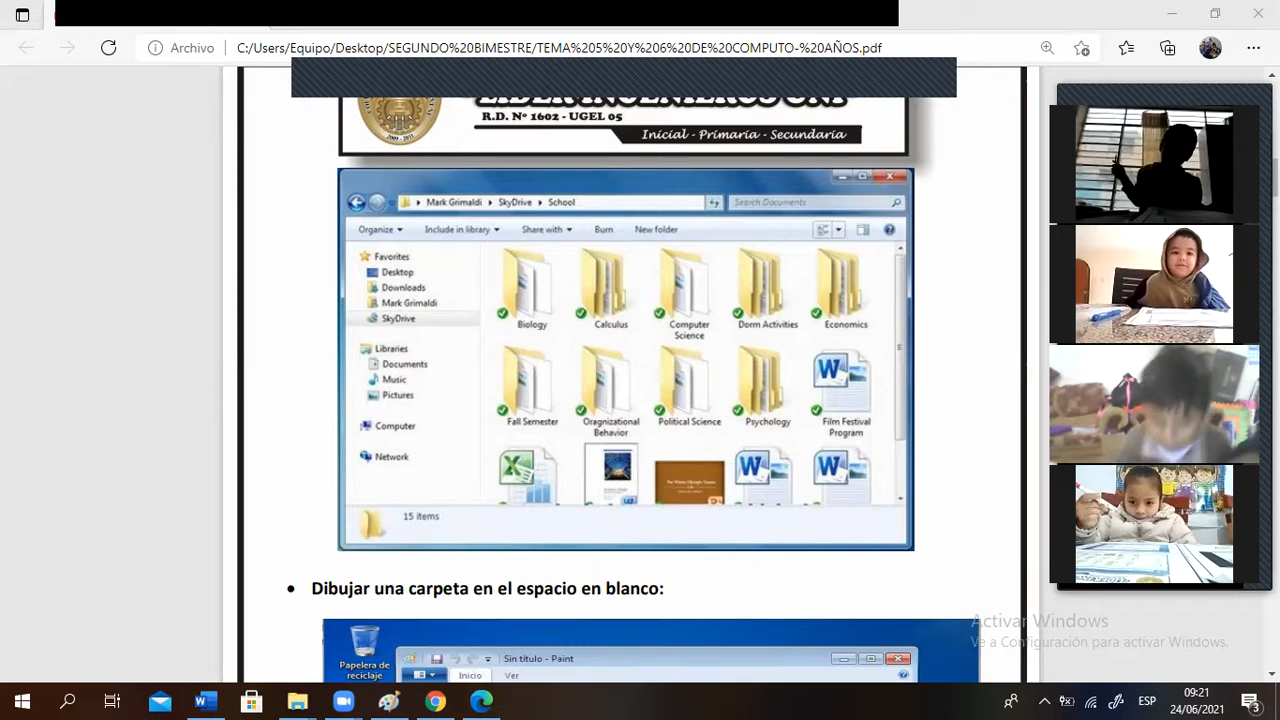 Archivo C:/Users/Equipo/Desktop/SEGUNDO%20BIMESTRE/TEMA%205%20Y%206%20DE%20COMPUTO-%20AÑOS.pdf
LIDER INGENIEROS UNI
R.D. Nº 1602 - UGEL 05
Inicial - Primaria - Secundaria
2009 - 2011
Mark Grimaldi SkyDrive School Search Documents
Organize Include in library Share with Burn New folder
Favorites
Desktop
Downloads
Mark Grimaldi
SkyDrive
Libraries
Documents
Music
Pictures
Computer
Network
Biology Calculus Computer Science Dorm Activities Economics
Fall Semester Oragnizational Behavior Political Science Psychology Film Festival Program
15 items
• Dibujar una carpeta en el espacio en blanco:
Papelera de
reciclaje
Sin título - Paint
Inicio Ver
Activar Windows
Ve a Configuración para activar Windows.
ESP
09:21
24/06/2021
3